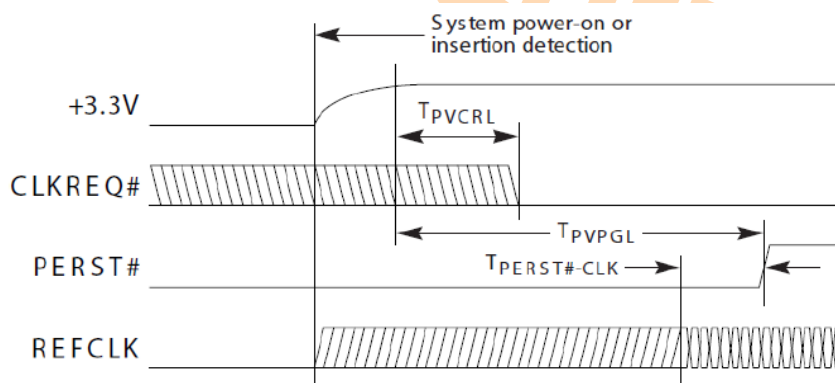 System power-on or
insertion detection
+3.3V
TPVCRL
CLKREQ#
TPVPGL
PERST#
TPERST#-CLK
REFCLK